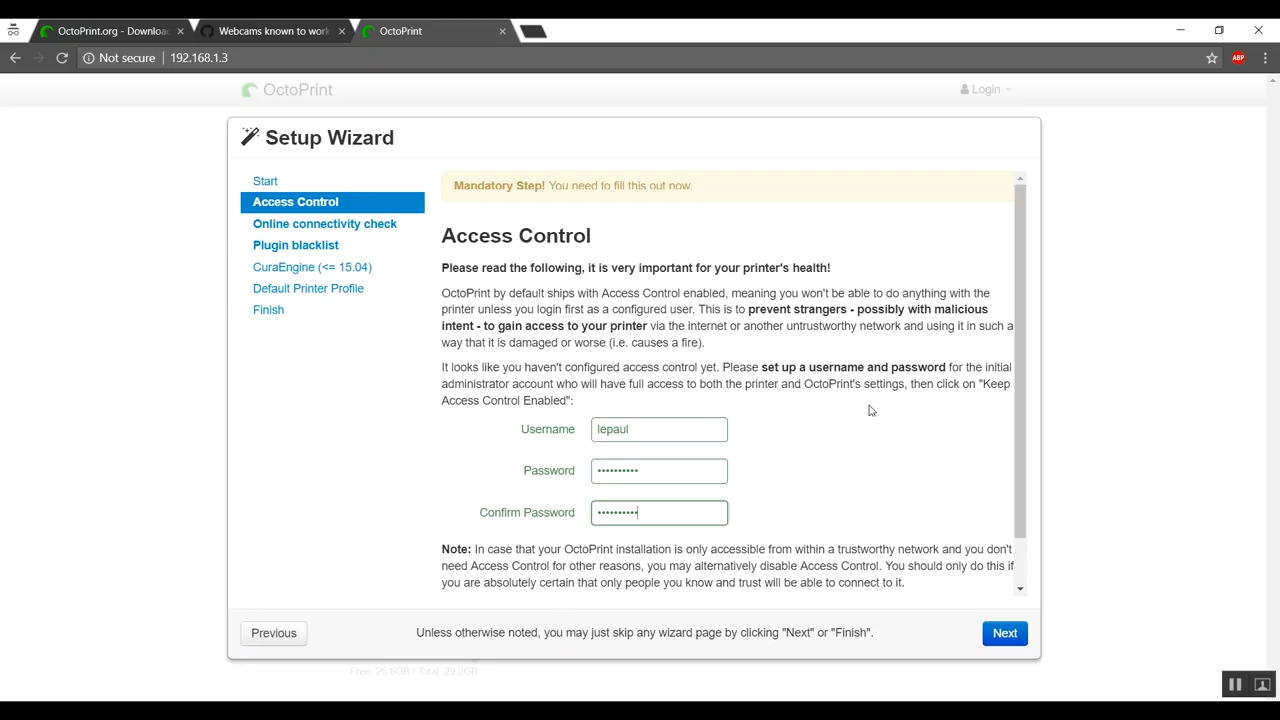 OctoPrint.org - Downloa
Webcams known to work
OctoPrint
Not secure
192.168.1.3
ABP
OctoPrint
Login
Setup Wizard
Start
Access Control
Online connectivity check
Plugin blacklist
CuraEngine (<= 15.04)
Default Printer Profile
Finish
Mandatory Step! You need to fill this out now.
Access Control
Please read the following, it is very important for your printer's health!
OctoPrint by default ships with Access Control enabled, meaning you won't be able to do anything with the
printer unless you login first as a configured user. This is to prevent strangers - possibly with malicious
intent - to gain access to your printer via the internet or another untrustworthy network and using it in such a
way that it is damaged or worse (i.e. causes a fire).
It looks like you haven't configured access control yet. Please set up a username and password for the initial
administrator account who will have full access to both the printer and OctoPrint's settings, then click on "Keep
Access Control Enabled":
Username
lepaul
Password
••••••••••
Confirm Password
••••••••••
Note: In case that your OctoPrint installation is only accessible from within a trustworthy network and you don't
need Access Control for other reasons, you may alternatively disable Access Control. You should only do this if
you are absolutely certain that only people you know and trust will be able to connect to it.
Previous
Unless otherwise noted, you may just skip any wizard page by clicking "Next" or "Finish".
Next
Free: 26.6GB / Total: 29.2GB